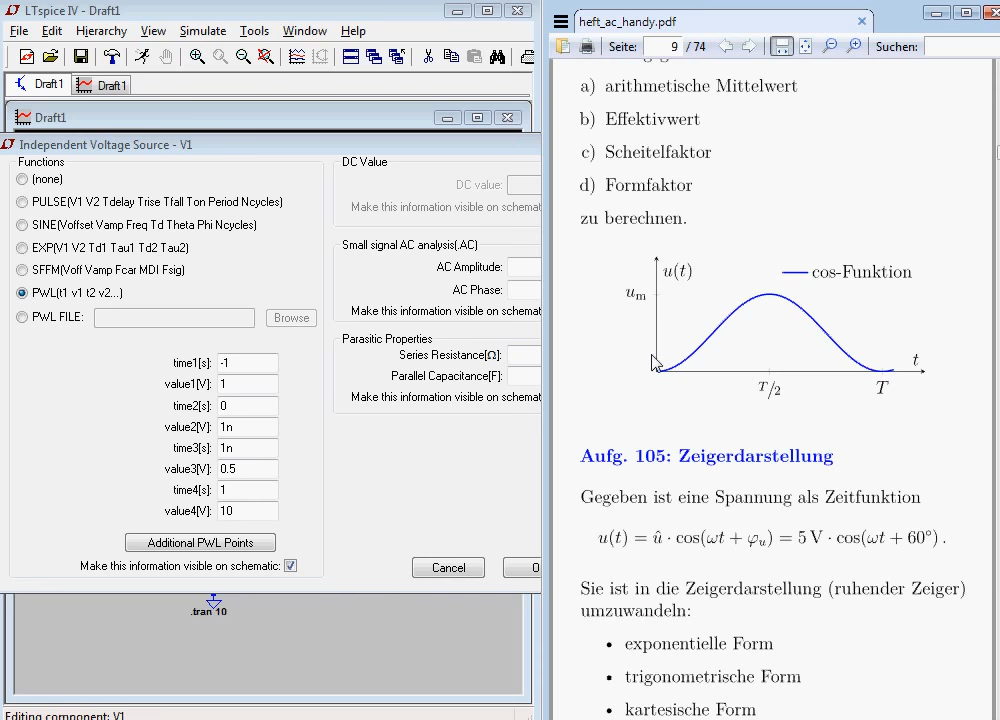 LTspice IV - Draft1
File Edit Hierarchy View Simulate Tools Window Help
Draft1 Draft1
Draft1
Independent Voltage Source - V1
Functions
(none)
PULSE(V1 V2 Tdelay Trise Tfall Ton Period Ncycles)
SINE(Voffset Vamp Freq Td Theta Phi Ncycles)
EXP(V1 V2 Td1 Tau1 Td2 Tau2)
SFFM(Voff Vamp Fcar MDI Fsig)
PWL(t1 v1 t2 v2...)
PWL FILE: Browse
time1[s]: -1
value1[V]: 1
time2[s]: 0
value2[V]: 1n
time3[s]: 1n
value3[V]: 0.5
time4[s]: 1
value4[V]: 10
Additional PWL Points
Make this information visible on schematic:
DC Value
DC value:
Make this information visible on schemat
Small signal AC analysis(.AC)
AC Amplitude:
AC Phase:
Make this information visible on schemat
Parasitic Properties
Series Resistance[Ω]:
Parallel Capacitance[F]:
Make this information visible on schemat
Cancel O
.tran 10
Editing component: V1
heft_ac_handy.pdf
Seite: 9 / 74 Suchen:
a) arithmetische Mittelwert
b) Effektivwert
c) Scheitelfaktor
d) Formfaktor
zu berechnen.
u(t) cos-Funktion
um
t
T/2 T
Aufg. 105: Zeigerdarstellung
Gegeben ist eine Spannung als Zeitfunktion
u(t) = û · cos(ωt + φu) = 5 V · cos(ωt + 60°) .
Sie ist in die Zeigerdarstellung (ruhender Zeiger)
umzuwandeln:
• exponentielle Form
• trigonometrische Form
• kartesische Form